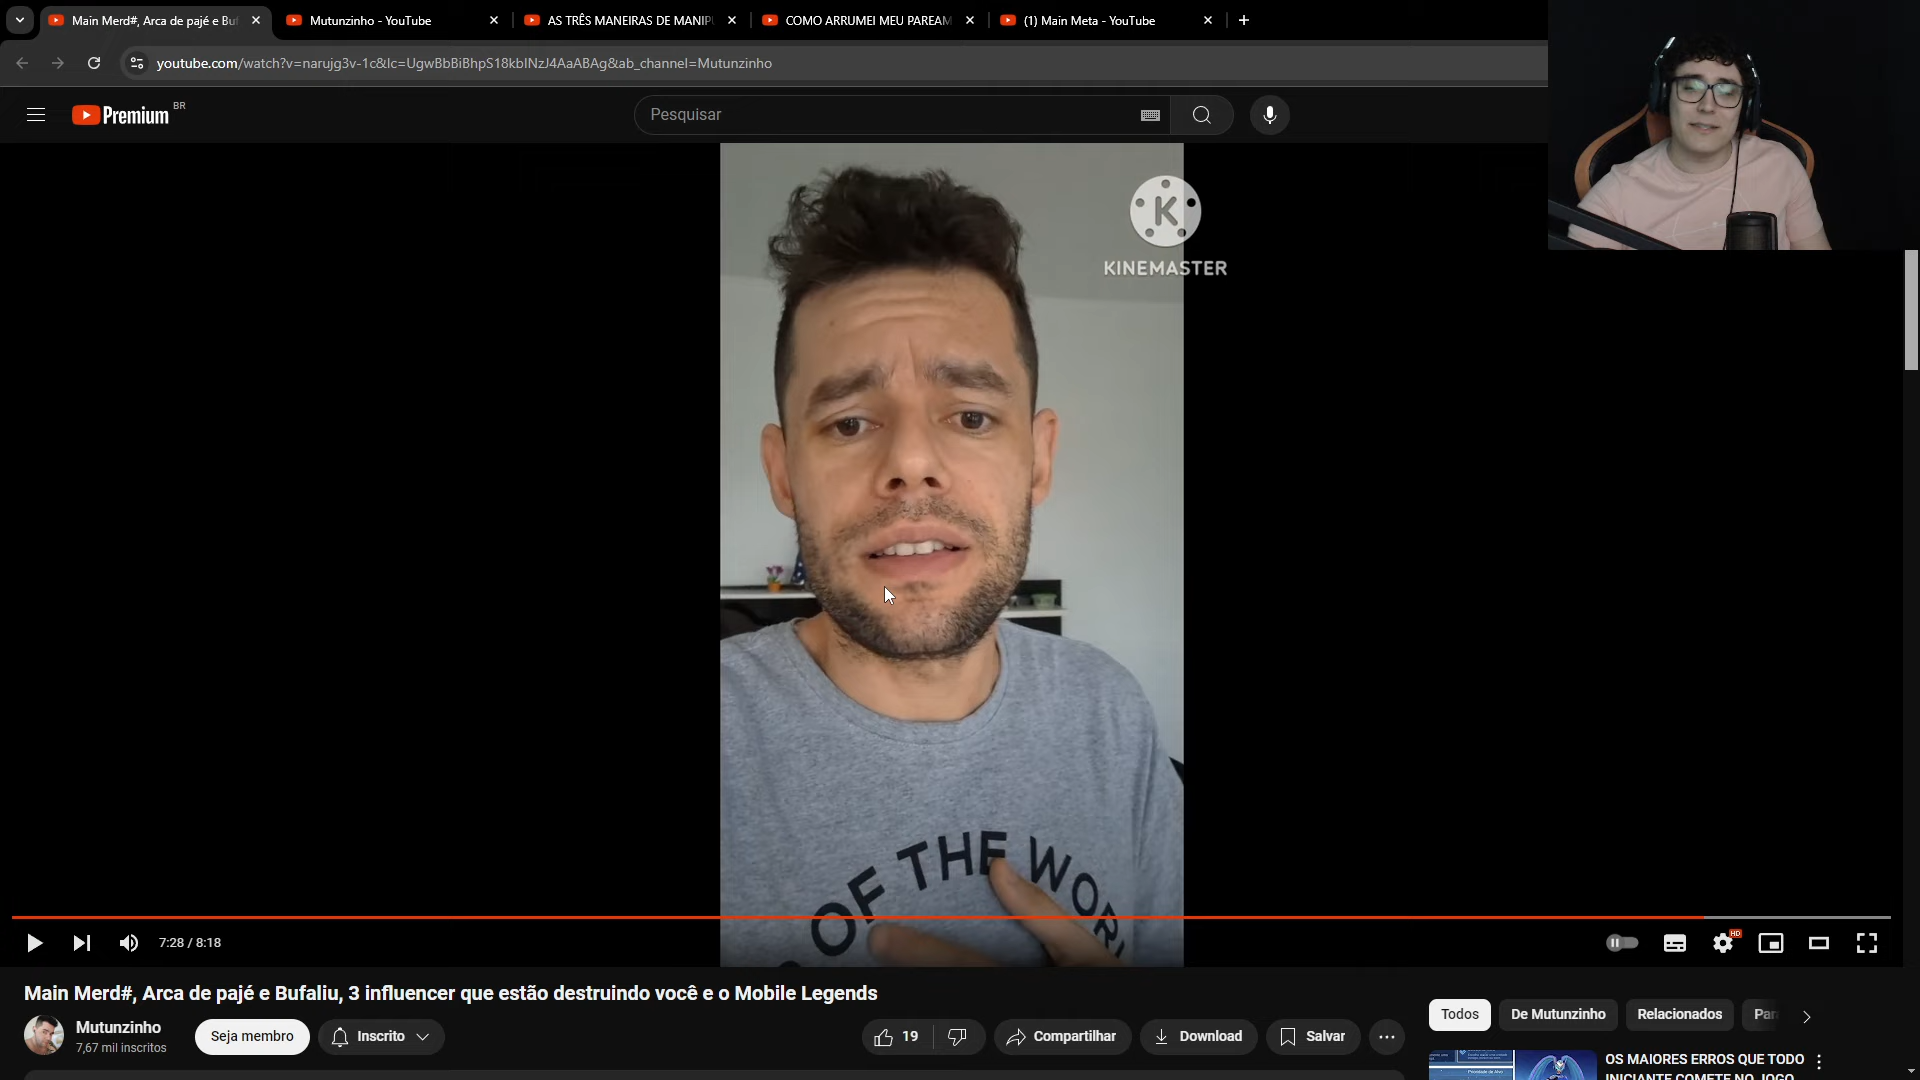 Main Merd#, Arca de pajé e Buf
Mutunzinho - YouTube
AS TRÊS MANEIRAS DE MANIP
COMO ARRUMEI MEU PAREAM
(1) Main Meta - YouTube
youtube.com/watch?v=narujg3v-1c&lc=UgwBbBiBhpS18kbINzJ4AaABAg&ab_channel=Mutunzinho
Premium BR
Pesquisar
K
KINEMASTER
OF THE WOR
7:28 / 8:18
HD
Main Merd#, Arca de pajé e Bufaliu, 3 influencer que estão destruindo você e o Mobile Legends
Mutunzinho
7,67 mil inscritos
Seja membro
Inscrito
19
Compartilhar
Download
Salvar
Todos
De Mutunzinho
Relacionados
Par
OS MAIORES ERROS QUE TODO
INICIANTE COMETE NO JOGO